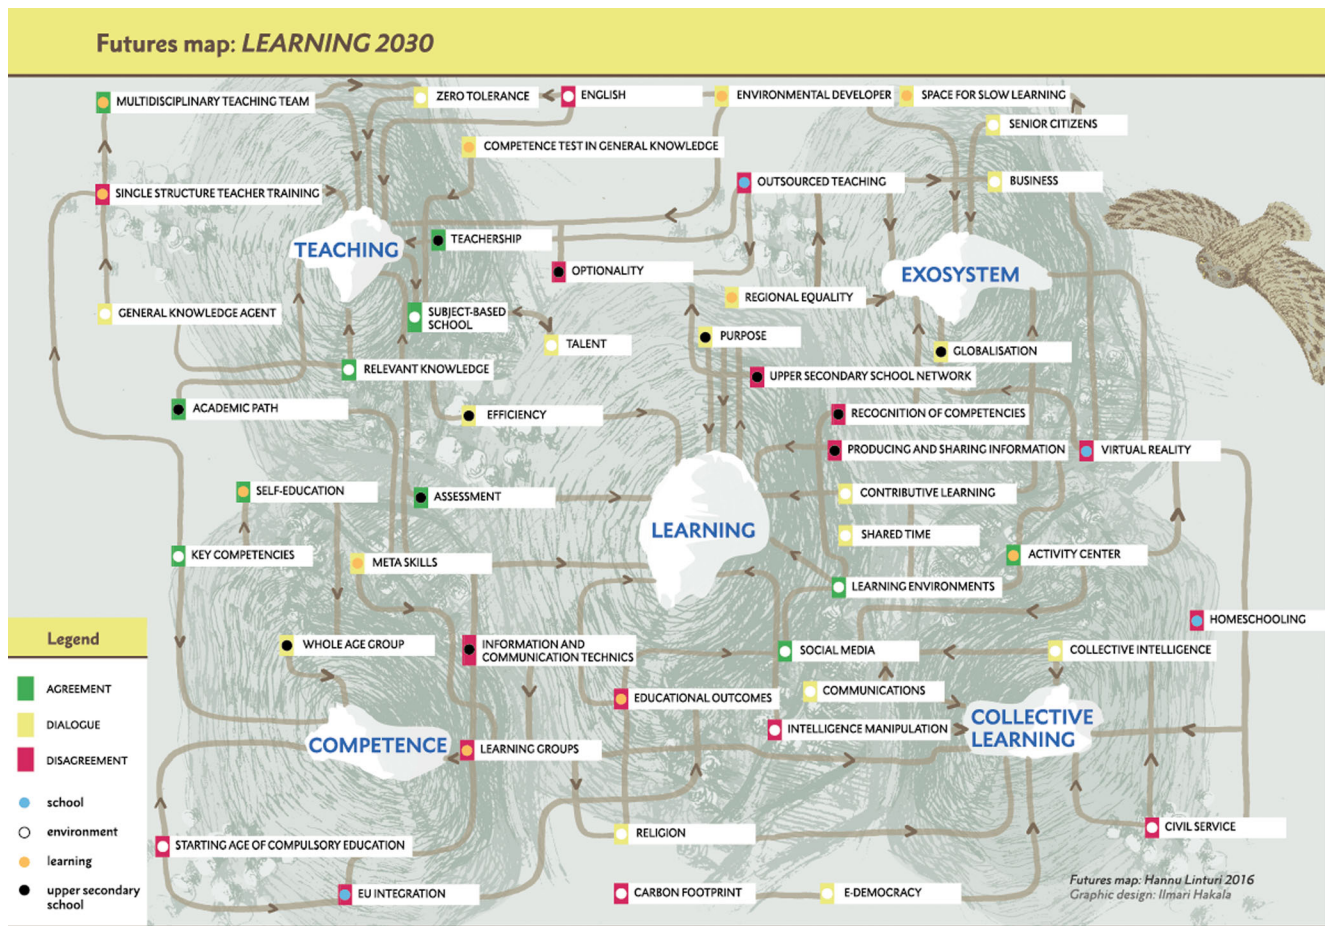 Futures map: LEARNING 2030
MULTIDISCIPLINARY TEACHING TEAM
ZERO TOLERANCE
ENGLISH
ENVIRONMENTAL DEVELOPER
SPACE FOR SLOW LEARNING
SENIOR CITIZENS
COMPETENCE TEST IN GENERAL KNOWLEDGE
SINGLE STRUCTURE TEACHER TRAINING
OUTSOURCED TEACHING
BUSINESS
TEACHING
TEACHERSHIP
OPTIONALITY
EXOSYSTEM
GENERAL KNOWLEDGE AGENT
SUBJECT-BASED
SCHOOL
REGIONAL EQUALITY
TALENT
PURPOSE
GLOBALISATION
RELEVANT KNOWLEDGE
UPPER SECONDARY SCHOOL NETWORK
ACADEMIC PATH
EFFICIENCY
RECOGNITION OF COMPETENCIES
PRODUCING AND SHARING INFORMATION
VIRTUAL REALITY
SELF-EDUCATION
ASSESSMENT
CONTRIBUTIVE LEARNING
LEARNING
SHARED TIME
KEY COMPETENCIES
META SKILLS
ACTIVITY CENTER
LEARNING ENVIRONMENTS
HOMESCHOOLING
WHOLE AGE GROUP
INFORMATION AND
COMMUNICATION TECHNICS
SOCIAL MEDIA
COLLECTIVE INTELLIGENCE
EDUCATIONAL OUTCOMES
COMMUNICATIONS
INTELLIGENCE MANIPULATION
COLLECTIVE
LEARNING
COMPETENCE
LEARNING GROUPS
RELIGION
CIVIL SERVICE
STARTING AGE OF COMPULSORY EDUCATION
EU INTEGRATION
CARBON FOOTPRINT
E-DEMOCRACY
Legend
AGREEMENT
DIALOGUE
DISAGREEMENT
school
environment
learning
upper secondary
school
Futures map: Hannu Linturi 2016
Graphic design: Ilmari Hakala